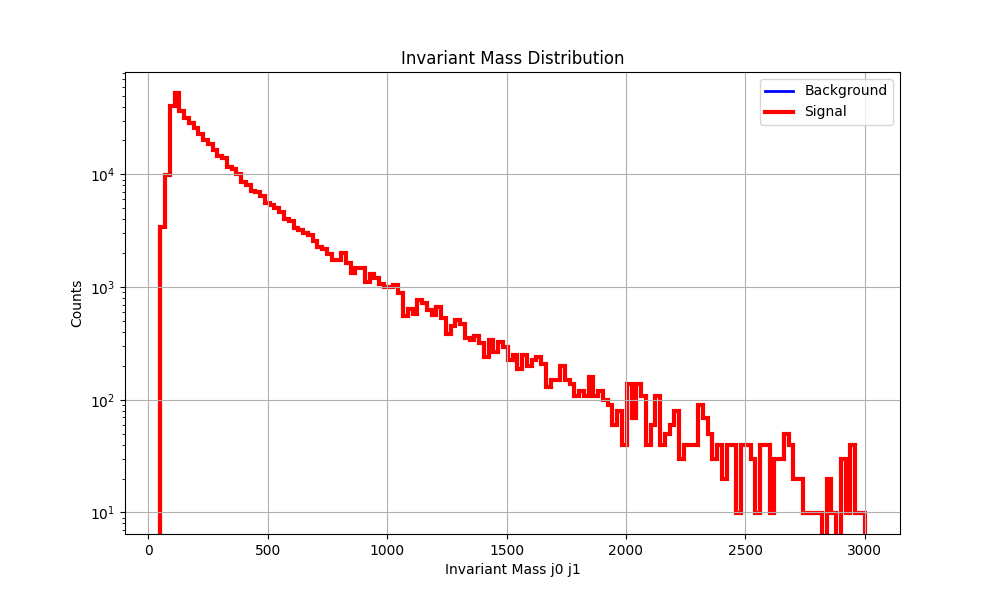 Invariant Mass Distribution
Background
Signal
Counts
10⁴
10³
10²
10¹
0 500 1000 1500 2000 2500 3000
Invariant Mass j0 j1